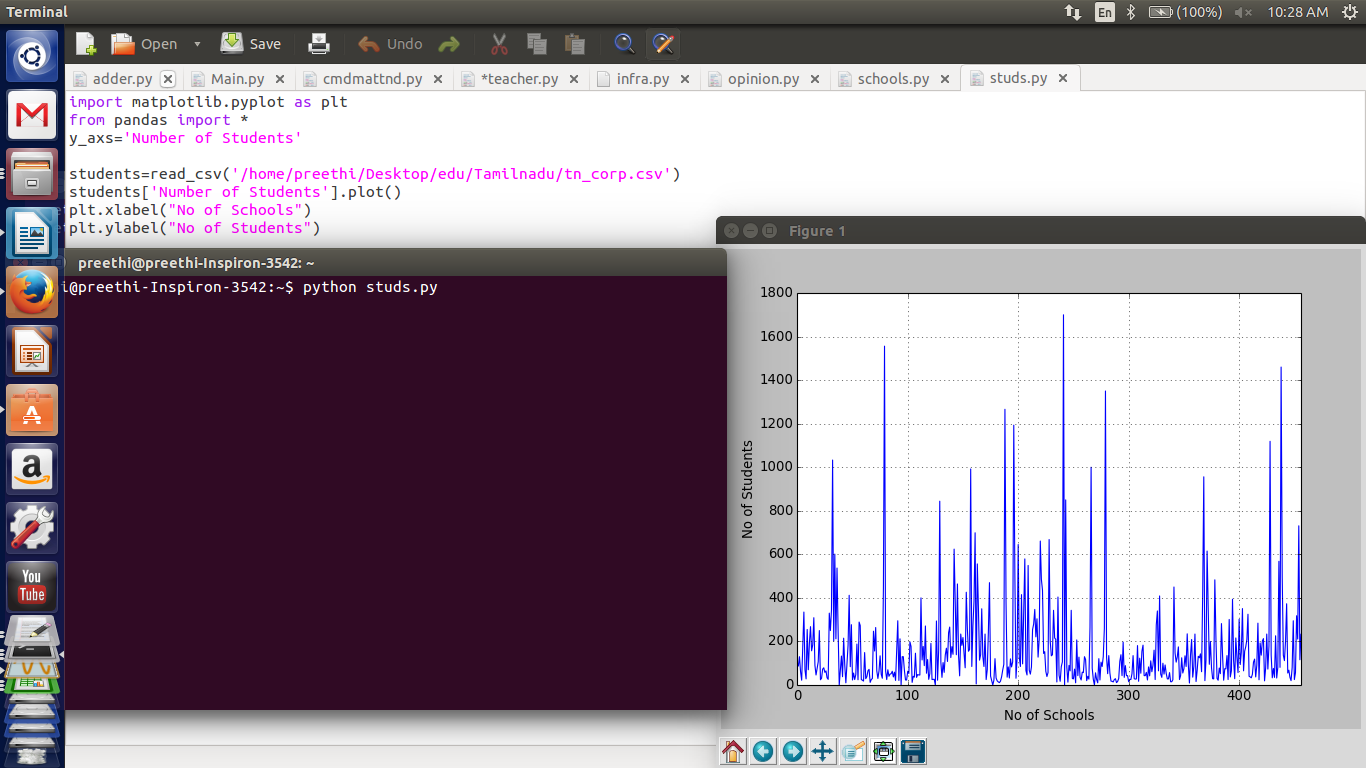 Terminal
En
(100%)
10:28 AM
Open
Save
Undo
adder.py
Main.py
cmdmattnd.py
*teacher.py
infra.py
opinion.py
schools.py
studs.py
import matplotlib.pyplot as plt
from pandas import *
y_axs='Number of Students'
students=read_csv('/home/preethi/Desktop/edu/Tamilnadu/tn_corp.csv')
students['Number of Students'].plot()
plt.xlabel("No of Schools")
plt.ylabel("No of Students")
preethi@preethi-Inspiron-3542: ~
i@preethi-Inspiron-3542:~$ python studs.py
Figure 1
1800
1600
1400
1200
1000
800
600
400
200
0
No of Students
0
100
200
300
400
No of Schools
a
You
Tube